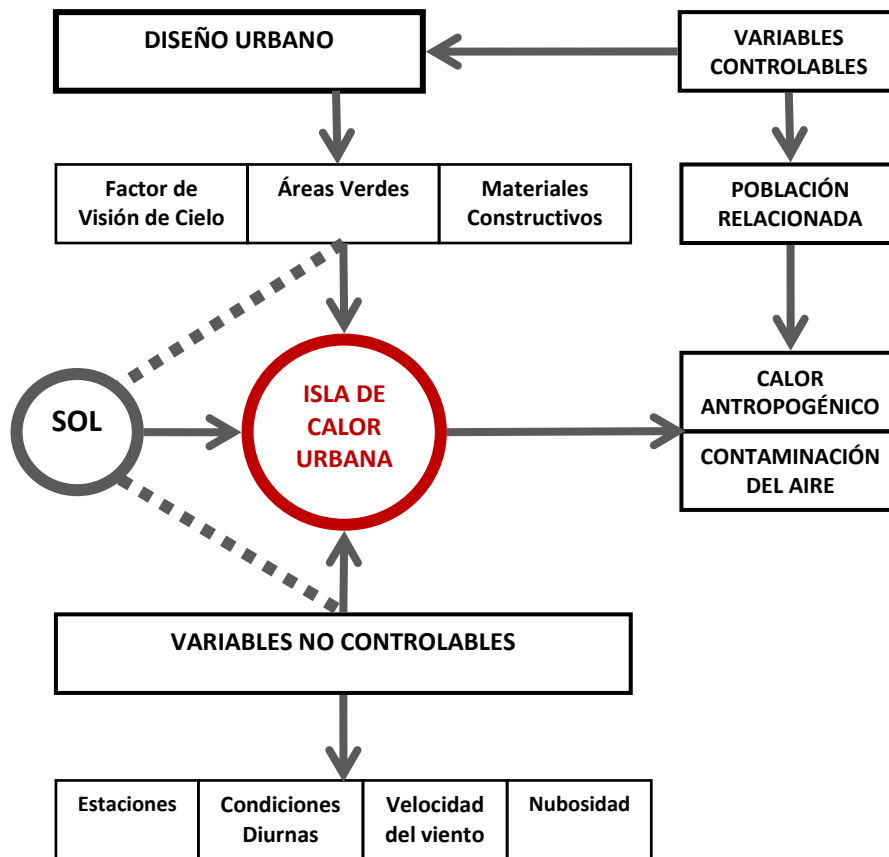 DISEÑO URBANO
VARIABLES
CONTROLABLES
Factor de
Visión de Cielo
Áreas Verdes
Materiales
Constructivos
POBLACIÓN
RELACIONADA
SOL
ISLA DE
CALOR
URBANA
CALOR
ANTROPOGÉNICO
CONTAMINACIÓN
DEL AIRE
VARIABLES NO CONTROLABLES
Estaciones
Condiciones
Diurnas
Velocidad
del viento
Nubosidad